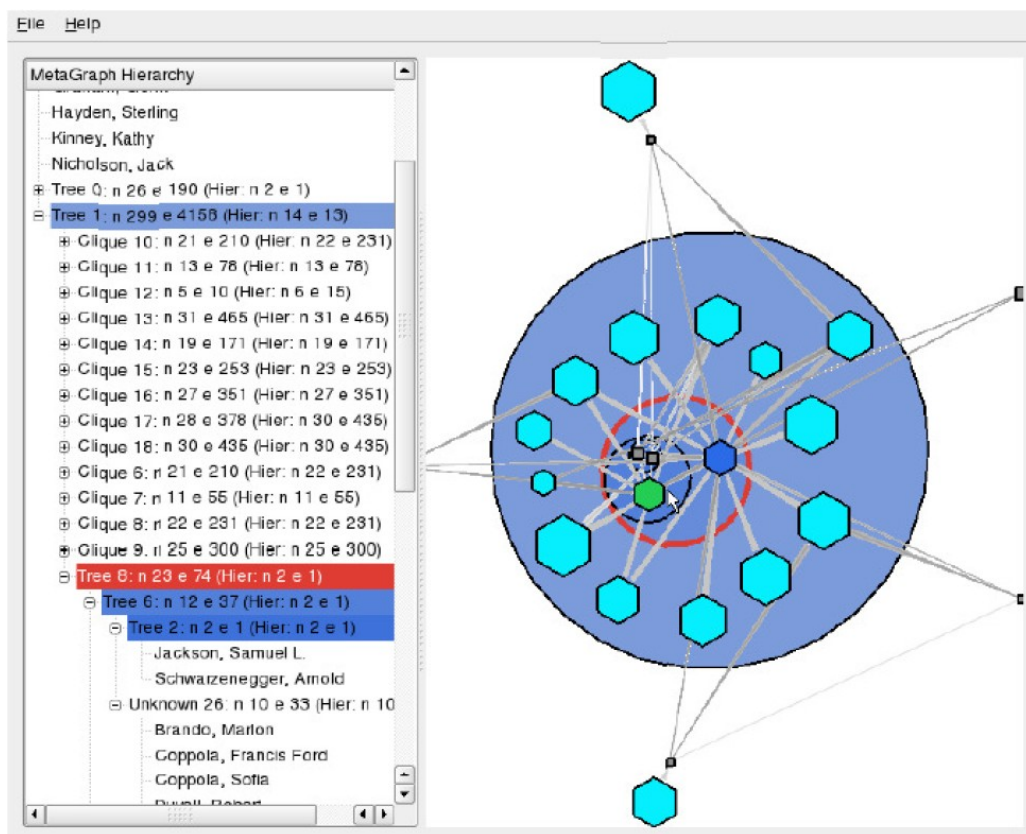 File Help
MetaGraph Hierarchy
Hayden, Sterling
Kinney, Kathy
Nicholson, Jack
Tree 0: n 26 e 190 (Hier: n 2 e 1)
Tree 1: n 299 e 4158 (Hier: n 14 e 13)
Clique 10: n 21 e 210 (Hier: n 22 e 231)
Clique 11: n 13 e 78 (Hier: n 13 e 78)
Clique 12: n 5 e 10 (Hier: n 6 e 15)
Clique 13: n 31 e 465 (Hier: n 31 e 465)
Clique 14: n 19 e 171 (Hier: n 19 e 171)
Clique 15: n 23 e 253 (Hier: n 23 e 253)
Clique 16: n 27 e 351 (Hier: n 27 e 351)
Clique 17: n 28 e 378 (Hier: n 30 e 435)
Clique 18: n 30 e 435 (Hier: n 30 e 435)
Clique 6: n 21 e 210 (Hier: n 22 e 231)
Clique 7: n 11 e 55 (Hier: n 11 e 55)
Clique 8: n 22 e 231 (Hier: n 22 e 231)
Clique 9: n 25 e 300 (Hier: n 25 e 300)
Tree 8: n 23 e 74 (Hier: n 2 e 1)
Tree 6: n 12 e 37 (Hier: n 2 e 1)
Tree 2: n 2 e 1 (Hier: n 2 e 1)
Jackson, Samuel L.
Schwarzenegger, Arnold
Unknown 26: n 10 e 33 (Hier: n 10
Brando, Marlon
Coppola, Francis Ford
Coppola, Sofia
Duvall, Robert